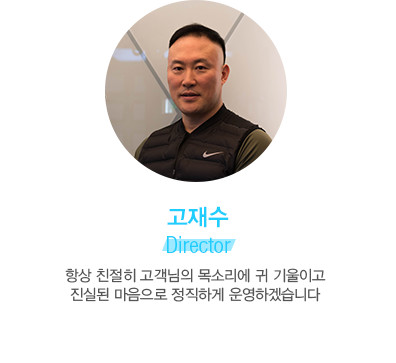 고재수
Director
항상 친절히 고객님의 목소리에 귀 기울이고
진실된 마음으로 정직하게 운영하겠습니다